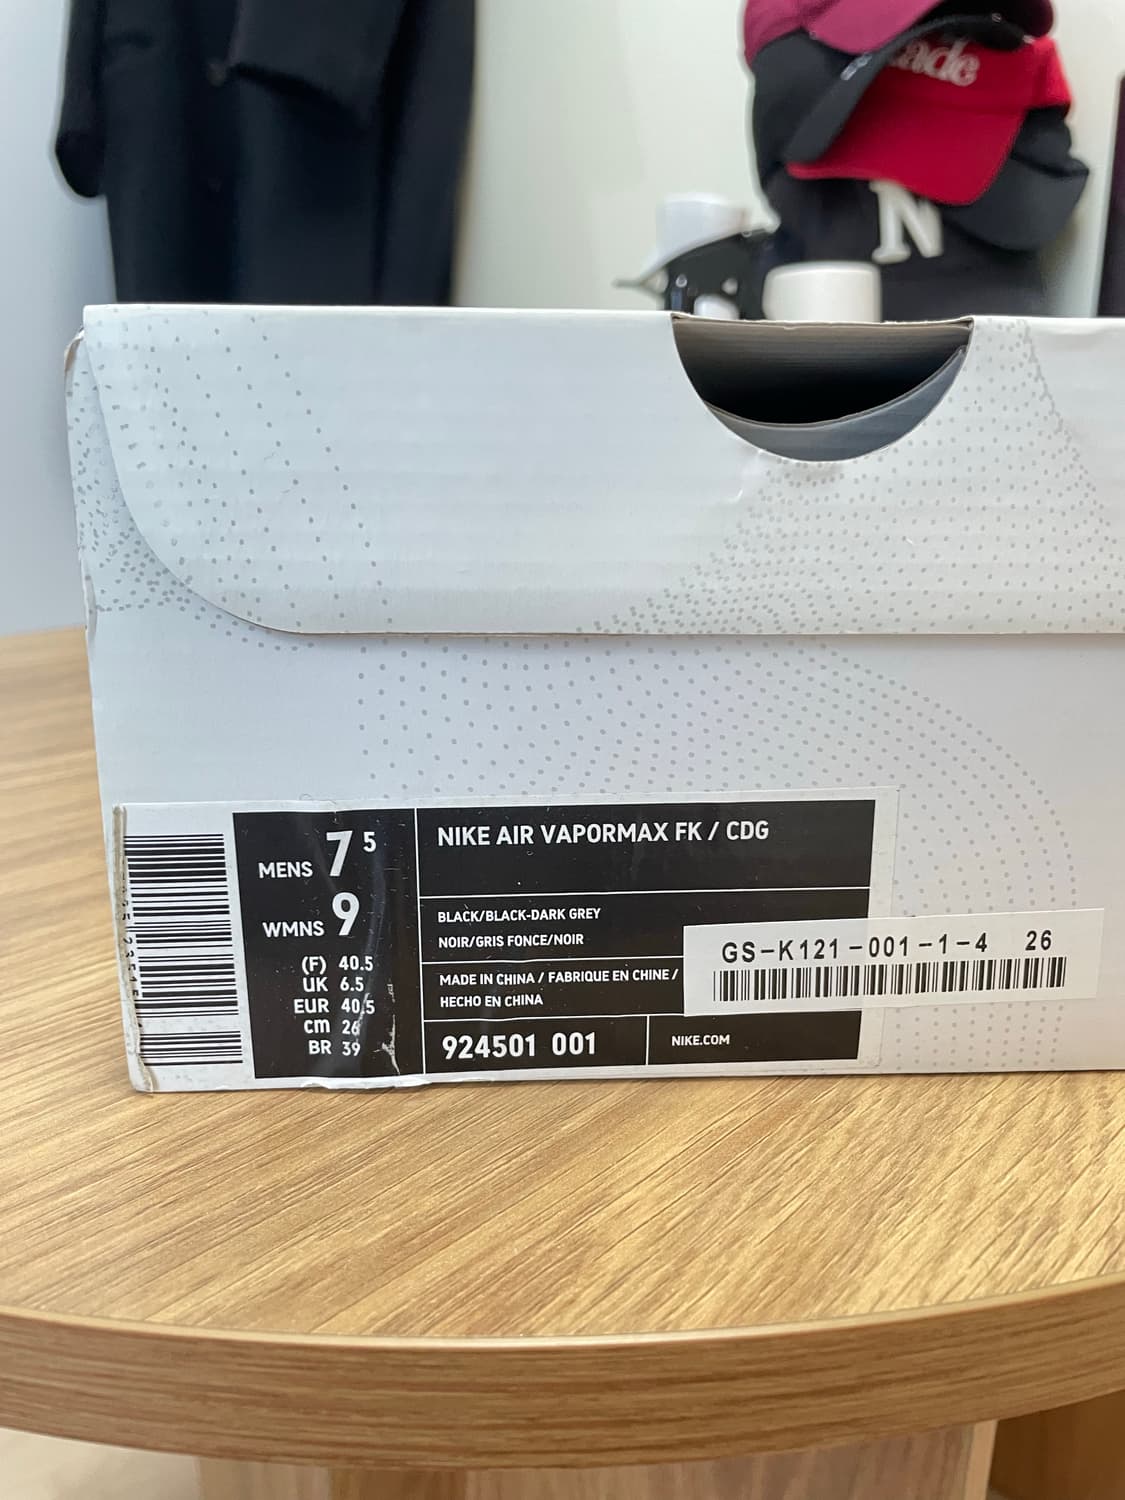 ade
N
MENS 7 5
WMNS 9
(F) 40.5
UK 6.5
EUR 40.5
cm 26
BR 39
NIKE AIR VAPORMAX FK / CDG
BLACK/BLACK-DARK GREY
NOIR/GRIS FONCE/NOIR
MADE IN CHINA / FABRIQUE EN CHINE /
HECHO EN CHINA
924501 001
NIKE.COM
GS-K121-001-1-4 26